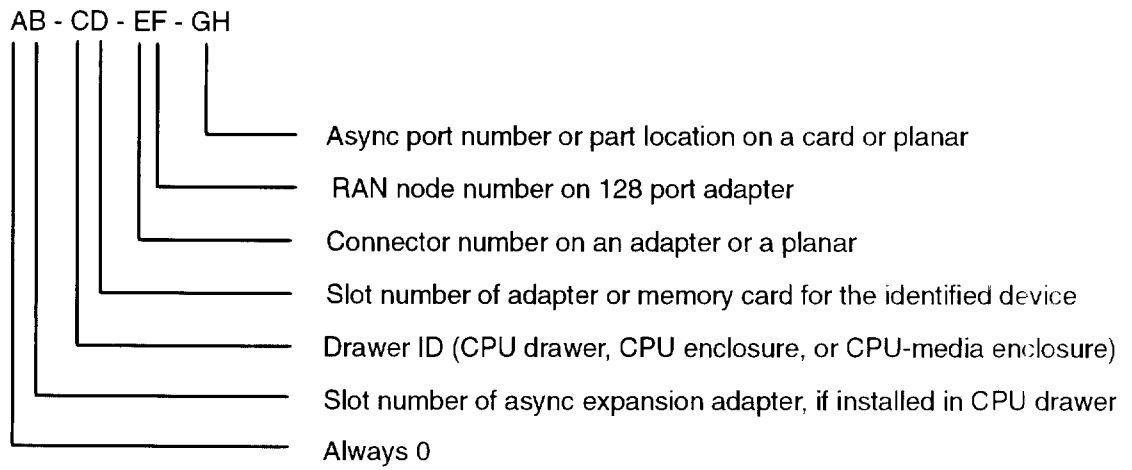 AB - CD - EF - GH
Async port number or part location on a card or planar
RAN node number on 128 port adapter
Connector number on an adapter or a planar
Slot number of adapter or memory card for the identified device
Drawer ID (CPU drawer, CPU enclosure, or CPU-media enclosure)
Slot number of async expansion adapter, if installed in CPU drawer
Always 0